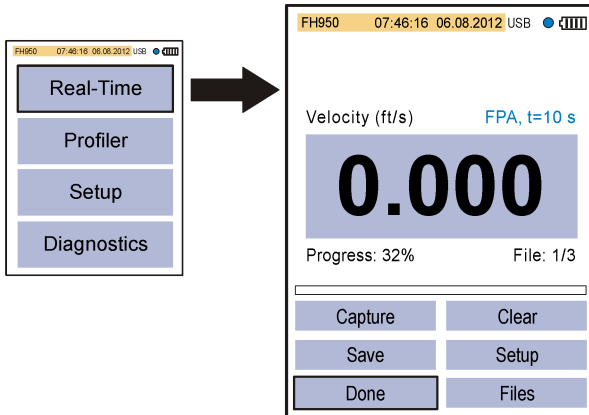 FH950 07:46:16 06.08.2012 USB
Real-Time
Profiler
Setup
Diagnostics
FH950 07:46:16 06.08.2012 USB
Velocity (ft/s) FPA, t=10 s
0.000
Progress: 32% File: 1/3
Capture Clear
Save Setup
Done Files